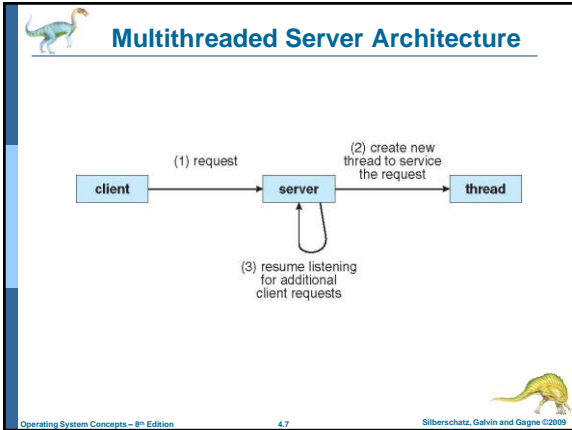 Multithreaded Server Architecture
(1) request
(2) create new
thread to service
the request
client
server
thread
(3) resume listening
for additional
client requests
Operating System Concepts – 8th Edition
4.7
Silberschatz, Galvin and Gagne ©2009